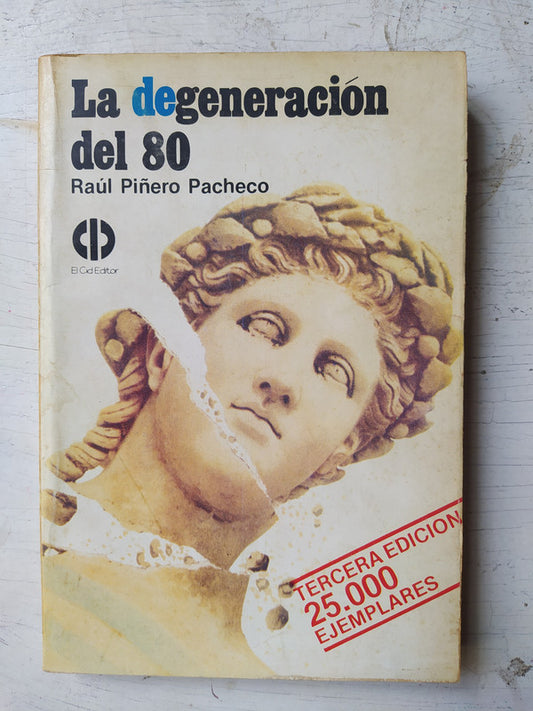 La degeneración
del 80
Raúl Piñero Pacheco
El Cid Editor
TERCERA EDICION
25.000
EJEMPLARES